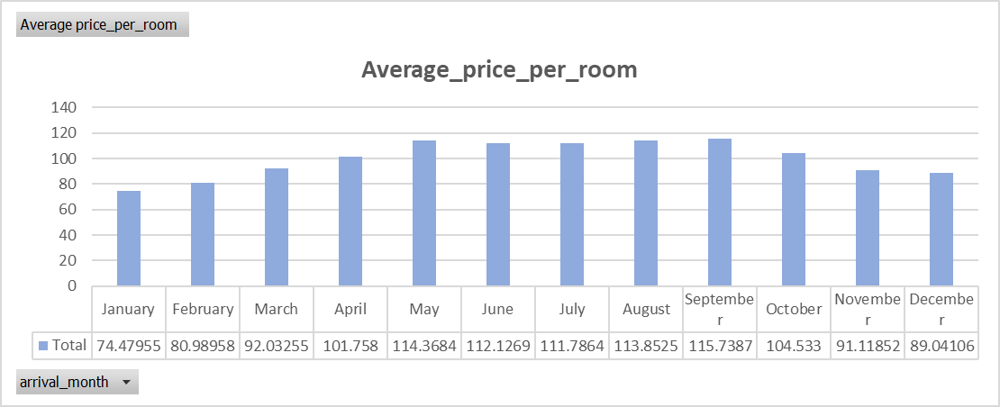 Average price_per_room
Average_price_per_room
140
120
100
80
60
40
20
0
January February March April May June July August Septembe
r October Novembe
r Decembe
r
Total 74.47955 80.98958 92.03255 101.758 114.3684 112.1269 111.7864 113.8525 115.7387 104.533 91.11852 89.04106
arrival_month